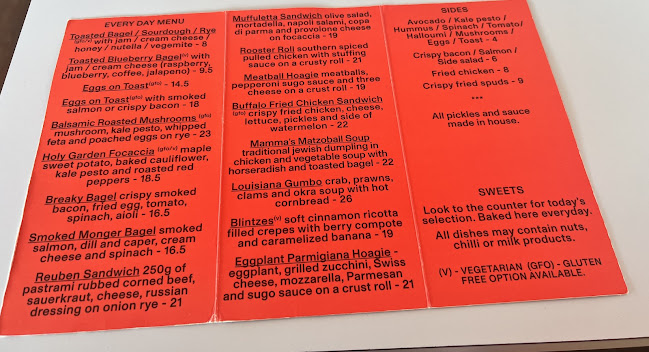 EVERY DAY MENU
Toasted Bagel / Sourdough / Rye
(gfo) with jam / cream cheese /
honey / nutella / vegemite - 8
Toasted Blueberry Bagel(v) with
jam / cream cheese (raspberry,
blueberry, coffee, jalapeno) - 9.5
Eggs on Toast(gfo) - 14.5
Eggs on Toast(gfo) with smoked
salmon or crispy bacon - 18
Balsamic Roasted Mushrooms (gfo)
mushroom, kale pesto, whipped
feta and poached eggs on rye - 23
Holy Garden Focaccia (gfo/v) maple
sweet potato, baked cauliflower,
kale pesto and roasted red
peppers - 18.5
Breaky Bagel crispy smoked
bacon, fried egg, tomato,
spinach, aioli - 16.5
Smoked Monger Bagel smoked
salmon, dill and caper, cream
cheese and spinach - 16.5
Reuben Sandwich 250g of
pastrami rubbed corned beef,
sauerkraut, cheese, russian
dressing on onion rye - 21
Muffuletta Sandwich olive salad,
mortadella, napoli salami, copa
di parma and provolone cheese
on focaccia - 19
Rooster Roll southern spiced
pulled chicken with stuffing
sauce on a crusty roll - 21
Meatball Hoagie meatballs,
pepperoni sugo sauce and three
cheese on a crust roll - 19
Buffalo Fried Chicken Sandwich
(gfo) crispy fried chicken, cheese,
lettuce, pickles and side of
watermelon - 22
Mamma's Matzoball Soup
traditional jewish dumpling in
chicken and vegetable soup with
horseradish and toasted bagel - 22
Louisiana Gumbo crab, prawns,
clams and okra soup with hot
cornbread - 26
Blintzes(v) soft cinnamon ricotta
filled crepes with berry compote
and caramelized banana - 19
Eggplant Parmigiana Hoagie -
eggplant, grilled zucchini, Swiss
cheese, mozzarella, Parmesan
and sugo sauce on a crust roll - 21
SIDES
Avocado / Kale pesto /
Hummus / Spinach / Tomato/
Halloumi / Mushrooms /
Eggs / Toast - 4
Crispy bacon / Salmon /
Side salad - 6
Fried chicken - 8
Crispy fried spuds - 9
***
All pickles and sauce
made in house.
SWEETS
Look to the counter for today's
selection. Baked here everyday.
All dishes may contain nuts,
chilli or milk products.
(V) - VEGETARIAN (GFO) - GLUTEN
FREE OPTION AVAILABLE.